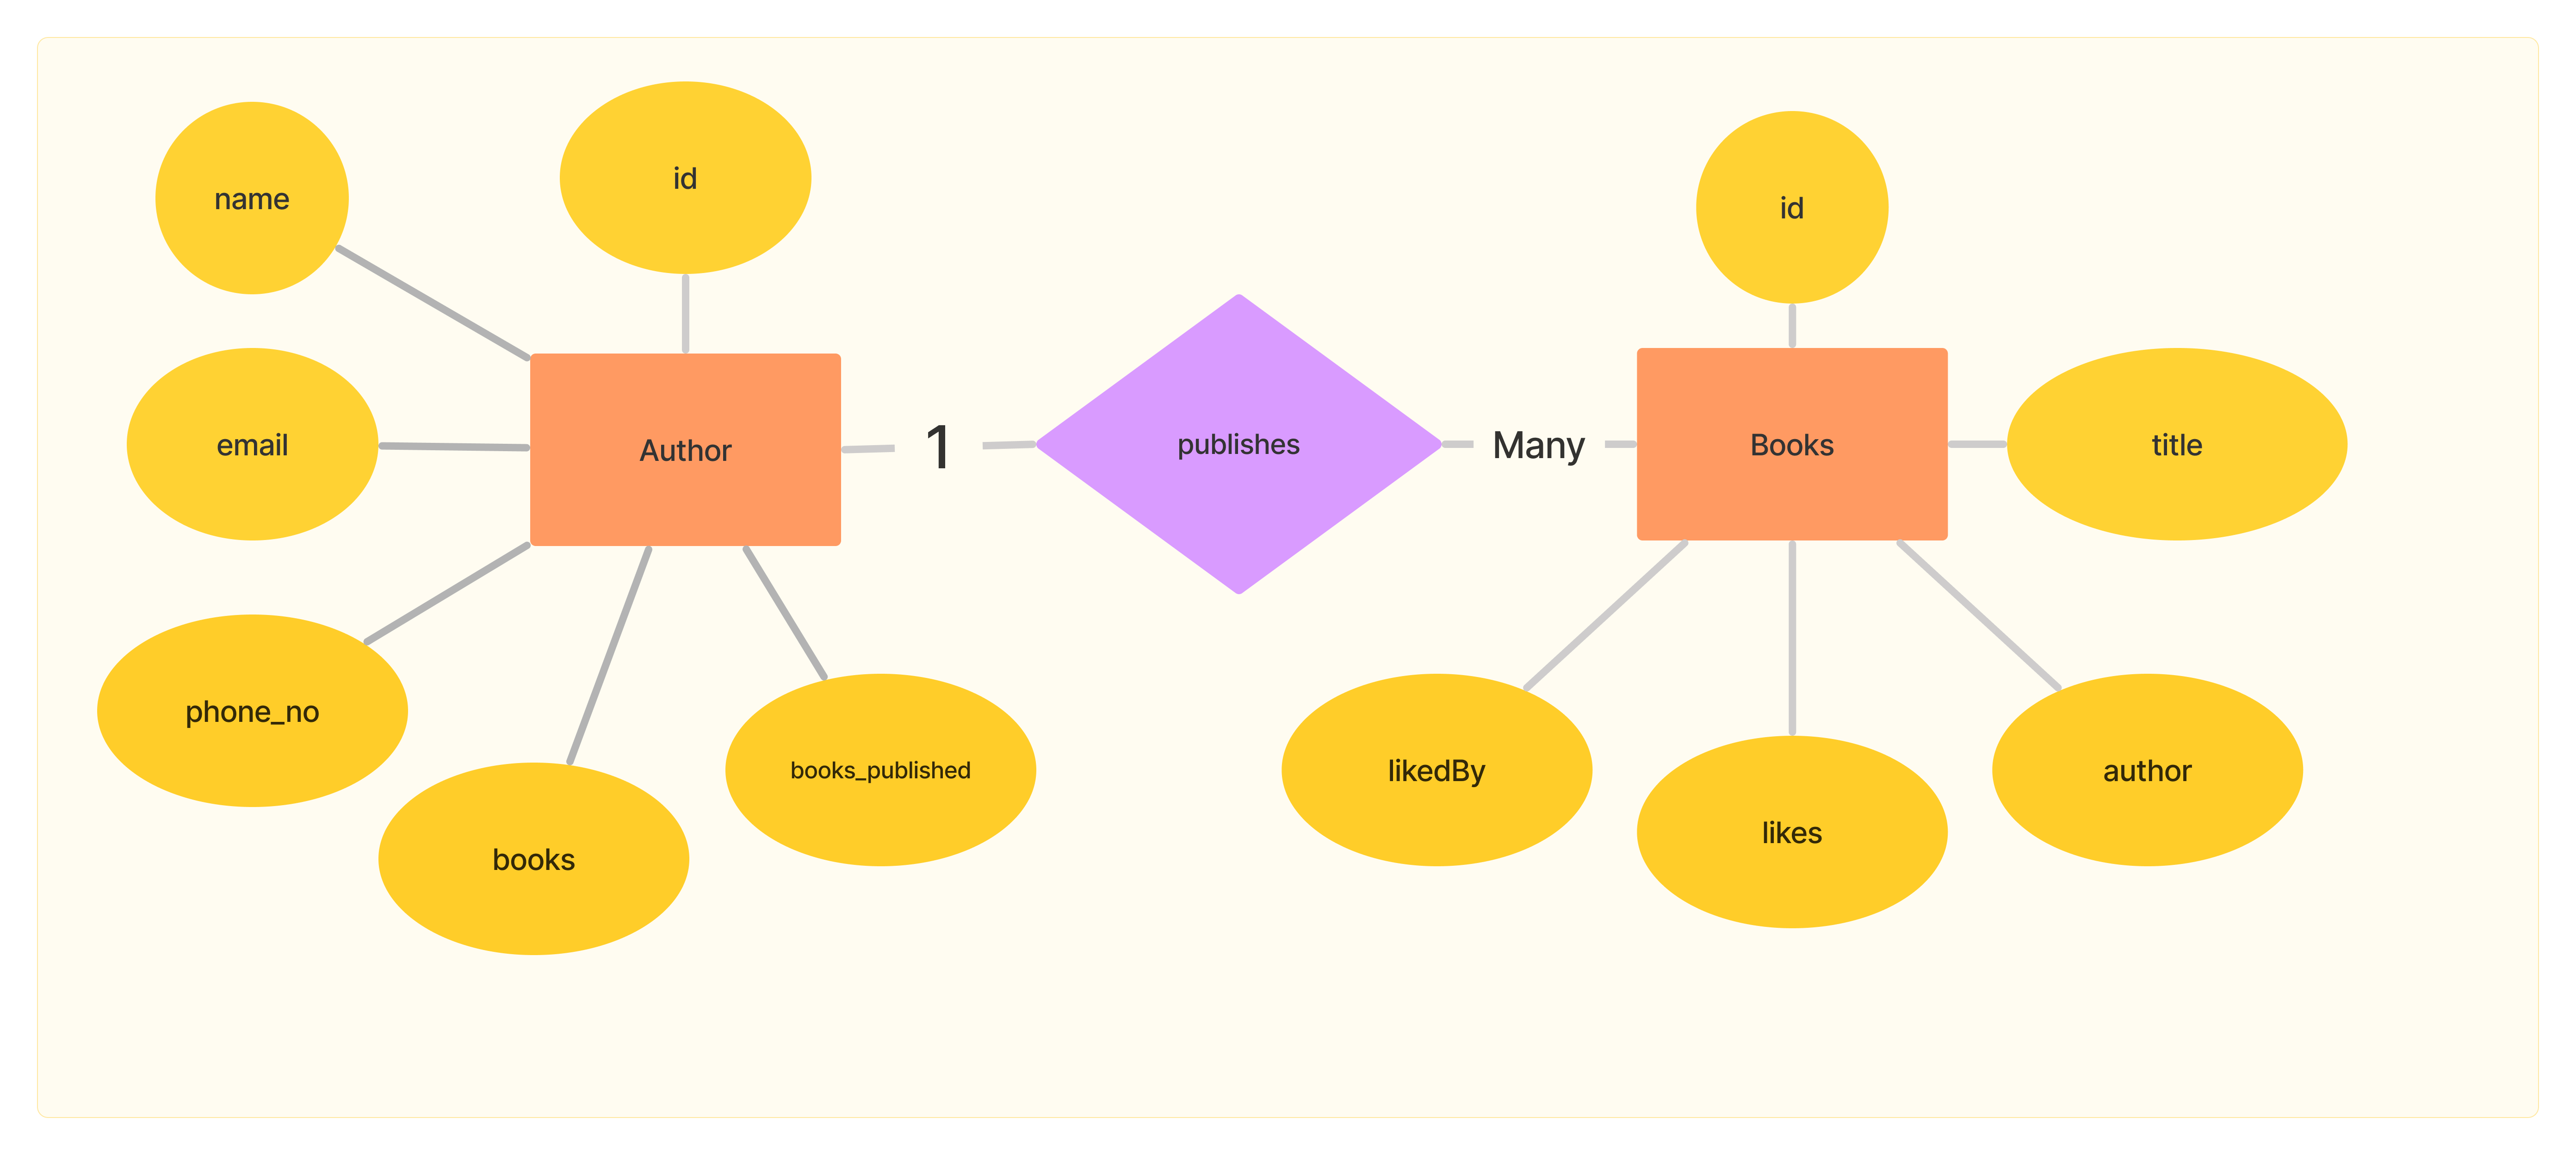 name
id
id
email
Author
1
publishes
Many
Books
title
phone_no
books
books_published
likedBy
likes
author